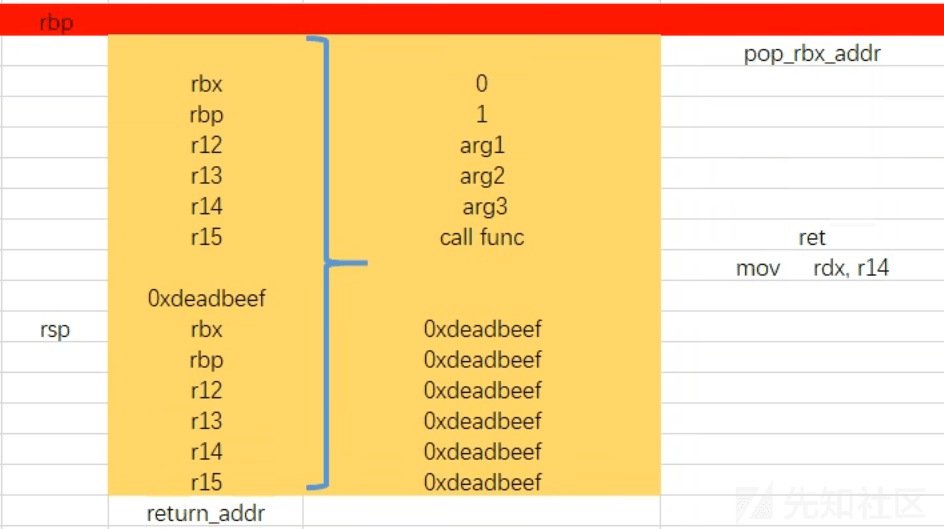 rbp
pop_rbx_addr
rbx 0
rbp 1
r12 arg1
r13 arg2
r14 arg3
r15 call func ret
mov rdx, r14
0xdeadbeef
rsp rbx 0xdeadbeef
rbp 0xdeadbeef
r12 0xdeadbeef
r13 0xdeadbeef
r14 0xdeadbeef
r15 0xdeadbeef
return_addr
先知社区